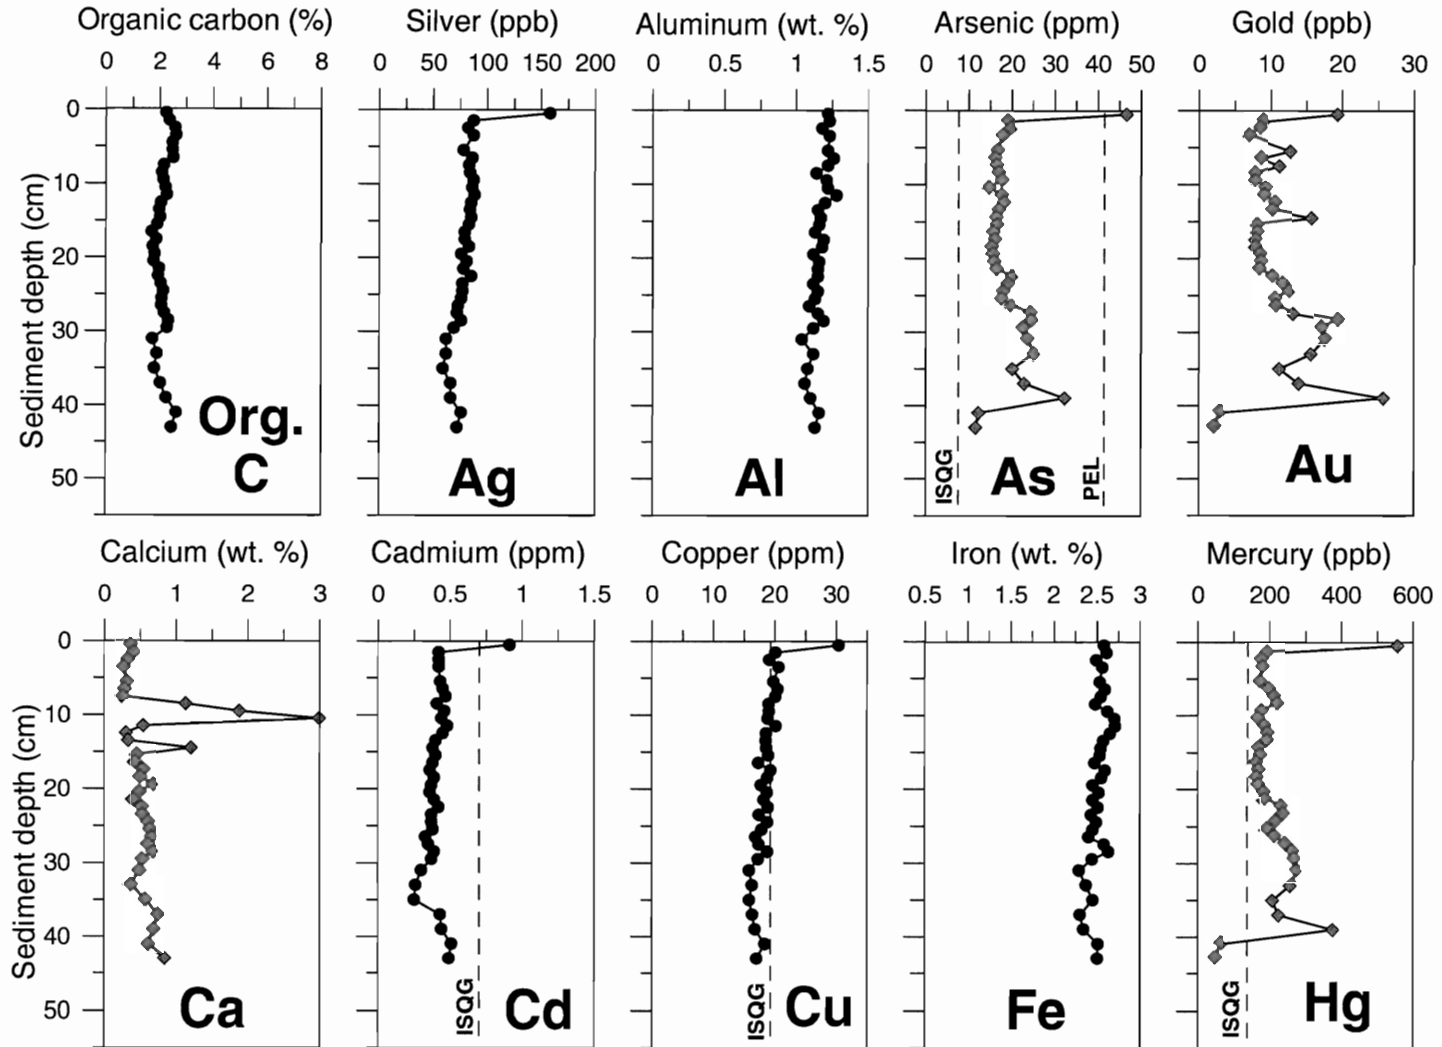 Organic carbon (%)
0 2 4 6 8
Silver (ppb)
0 50 100 150 200
Aluminum (wt. %)
0 0.5 1 1.5
Arsenic (ppm)
0 10 20 30 40 50
Gold (ppb)
0 10 20 30
Sediment depth (cm)
0
10
20
30
40
50
Org.
C
Ag
Al
ISQG
As
PEL
Au
Calcium (wt. %)
0 1 2 3
Cadmium (ppm)
0 0.5 1 1.5
Copper (ppm)
0 10 20 30
Iron (wt. %)
0.5 1 1.5 2 2.5 3
Mercury (ppb)
0 200 400 600
Sediment depth (cm)
0
10
20
30
40
50
Ca
ISQG
Cd
ISQG
Cu
Fe
ISQG
Hg